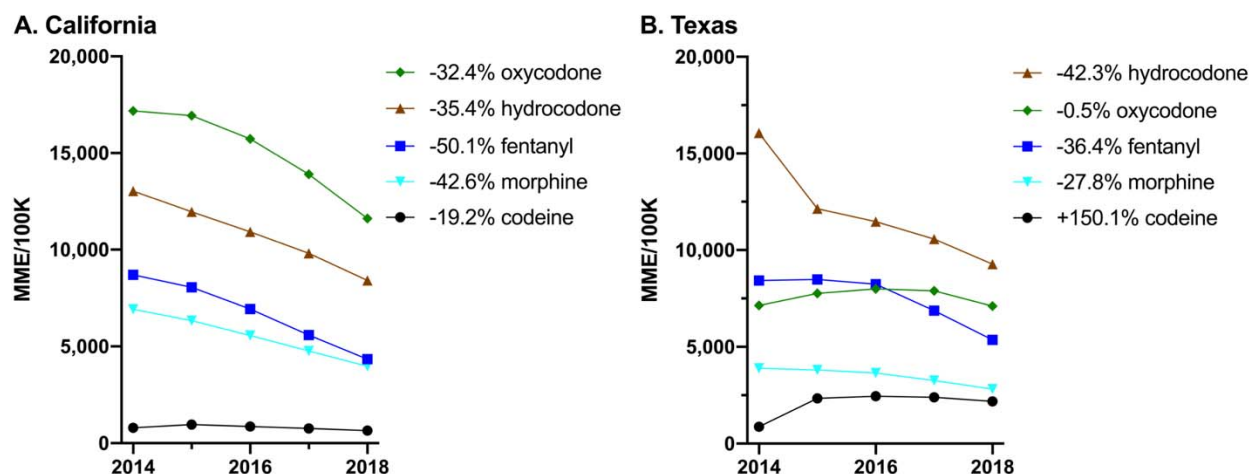 A. California
20,000
15,000
10,000
5,000
0
MME/100K
2014
2016
2018
-32.4% oxycodone
-35.4% hydrocodone
-50.1% fentanyl
-42.6% morphine
-19.2% codeine
B. Texas
20,000
15,000
10,000
5,000
0
MME/100K
2014
2016
2018
-42.3% hydrocodone
-0.5% oxycodone
-36.4% fentanyl
-27.8% morphine
+150.1% codeine